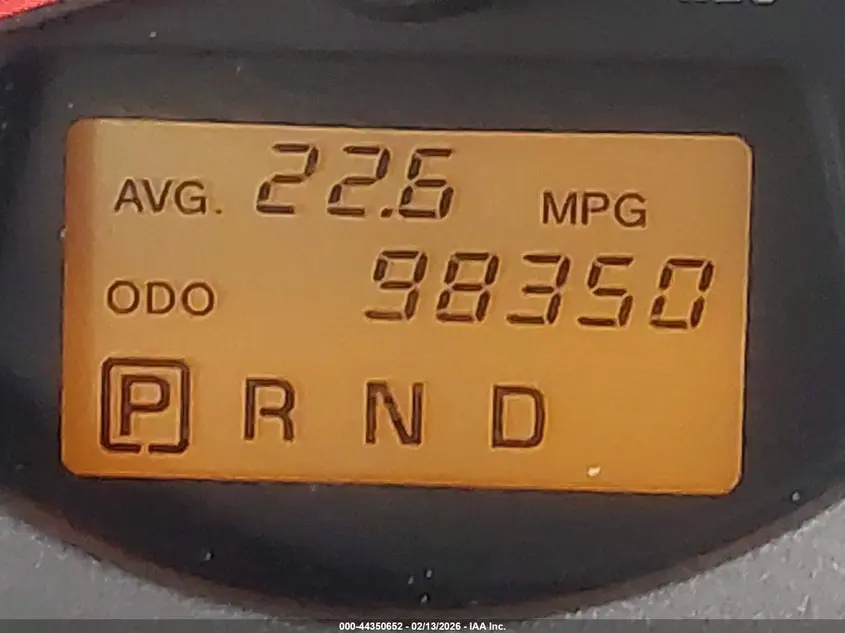 AVG. 22.6 MPG
ODO 98350
P R N D
000-44350652 - 02/13/2026 - IAA Inc.